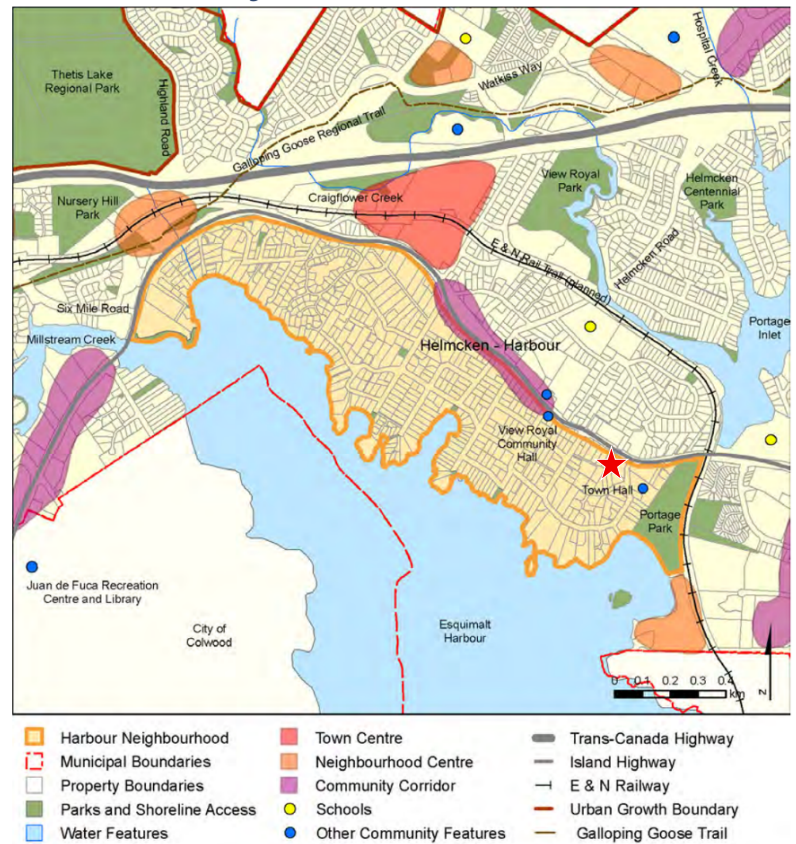 Thetis Lake
Regional Park
Highland Road
Hospital Creek
Watkiss Way
Galloping Goose Regional Trail
Nursery Hill
Park
Craigflower Creek
View Royal
Park
Helmcken
Centennial
Park
Helmcken Road
E & N Rail Trail (planned)
Six Mile Road
Millstream Creek
Portage
Inlet
Helmcken - Harbour
View Royal
Community
Hall
Town Hall
Portage
Park
Juan de Fuca Recreation
Centre and Library
City of
Colwood
Esquimalt
Harbour
0 0.1 0.2 0.3 0.4
km
N
Harbour Neighbourhood
Municipal Boundaries
Property Boundaries
Parks and Shoreline Access
Water Features
Town Centre
Neighbourhood Centre
Community Corridor
Schools
Other Community Features
Trans-Canada Highway
Island Highway
E & N Railway
Urban Growth Boundary
Galloping Goose Trail